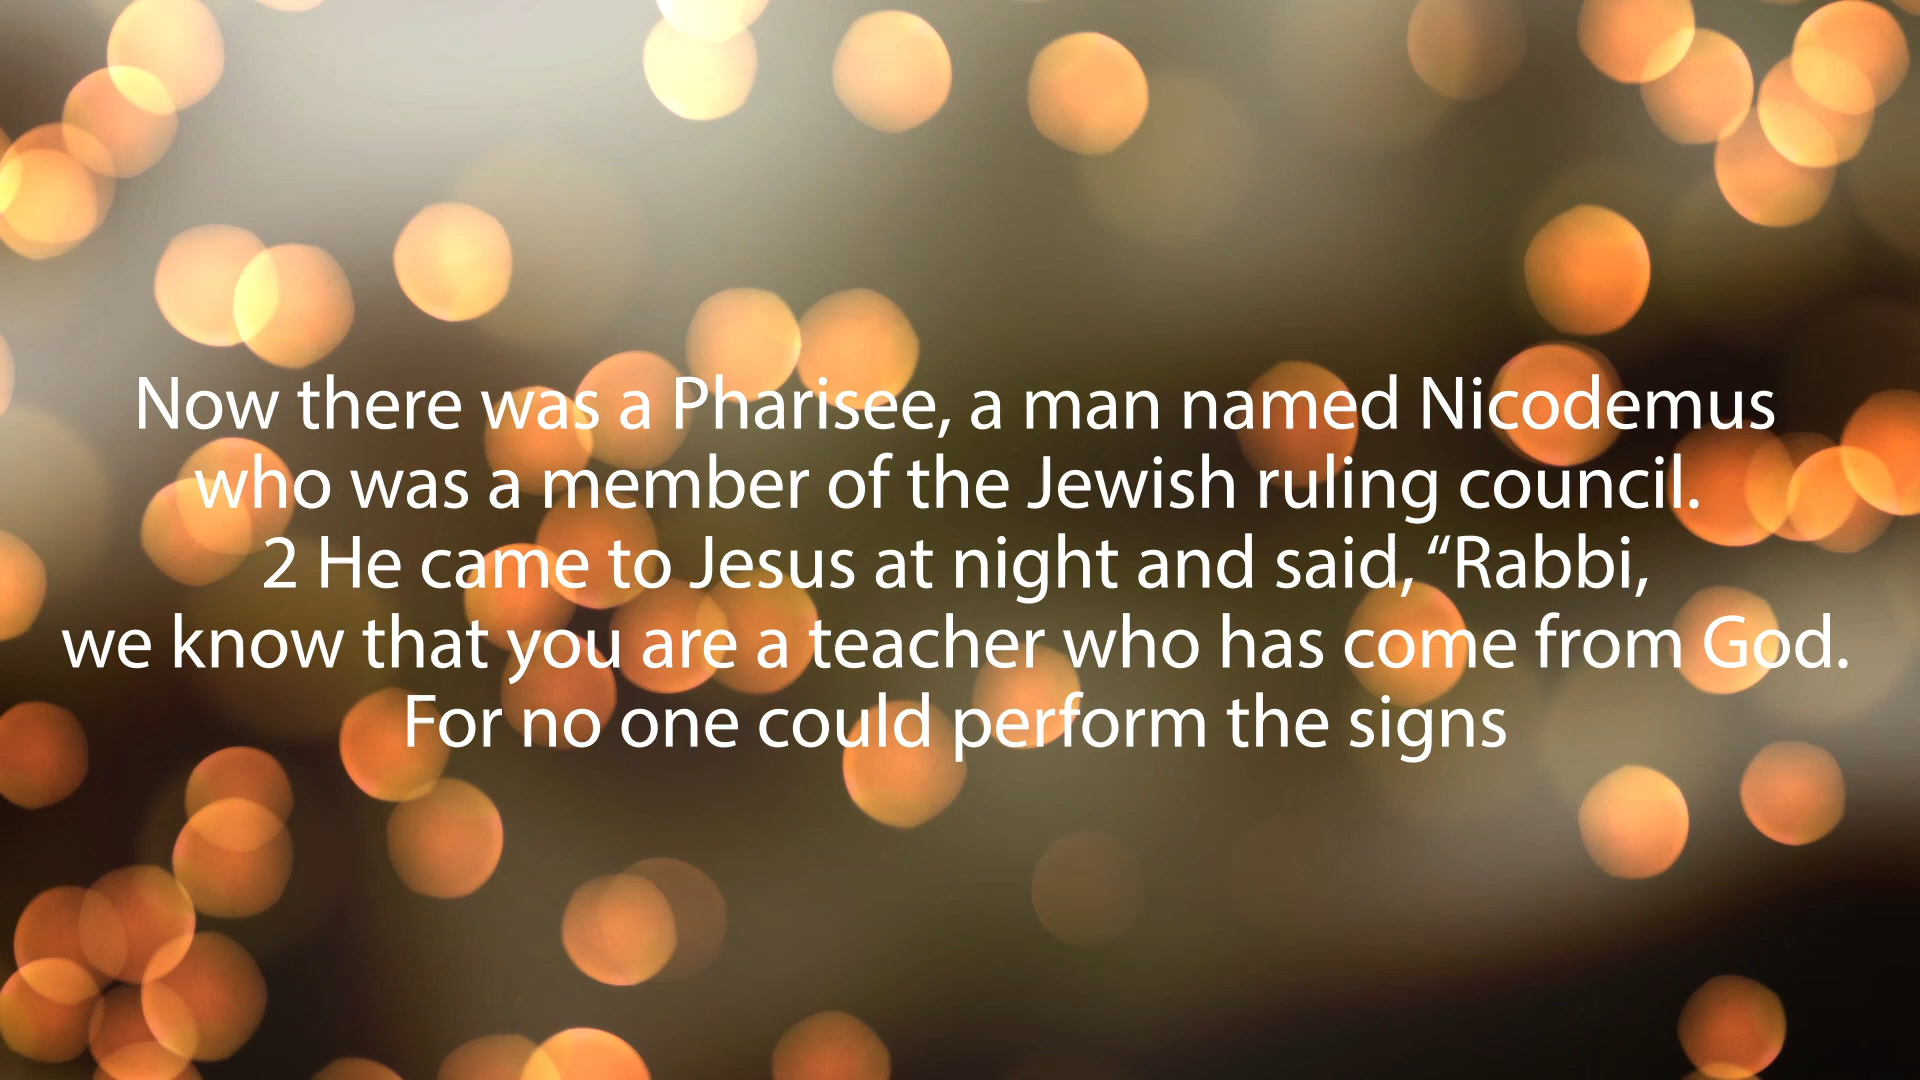 Now there was a Pharisee, a man named Nicodemus
who was a member of the Jewish ruling council.
2 He came to Jesus at night and said, “Rabbi,
we know that you are a teacher who has come from God.
For no one could perform the signs